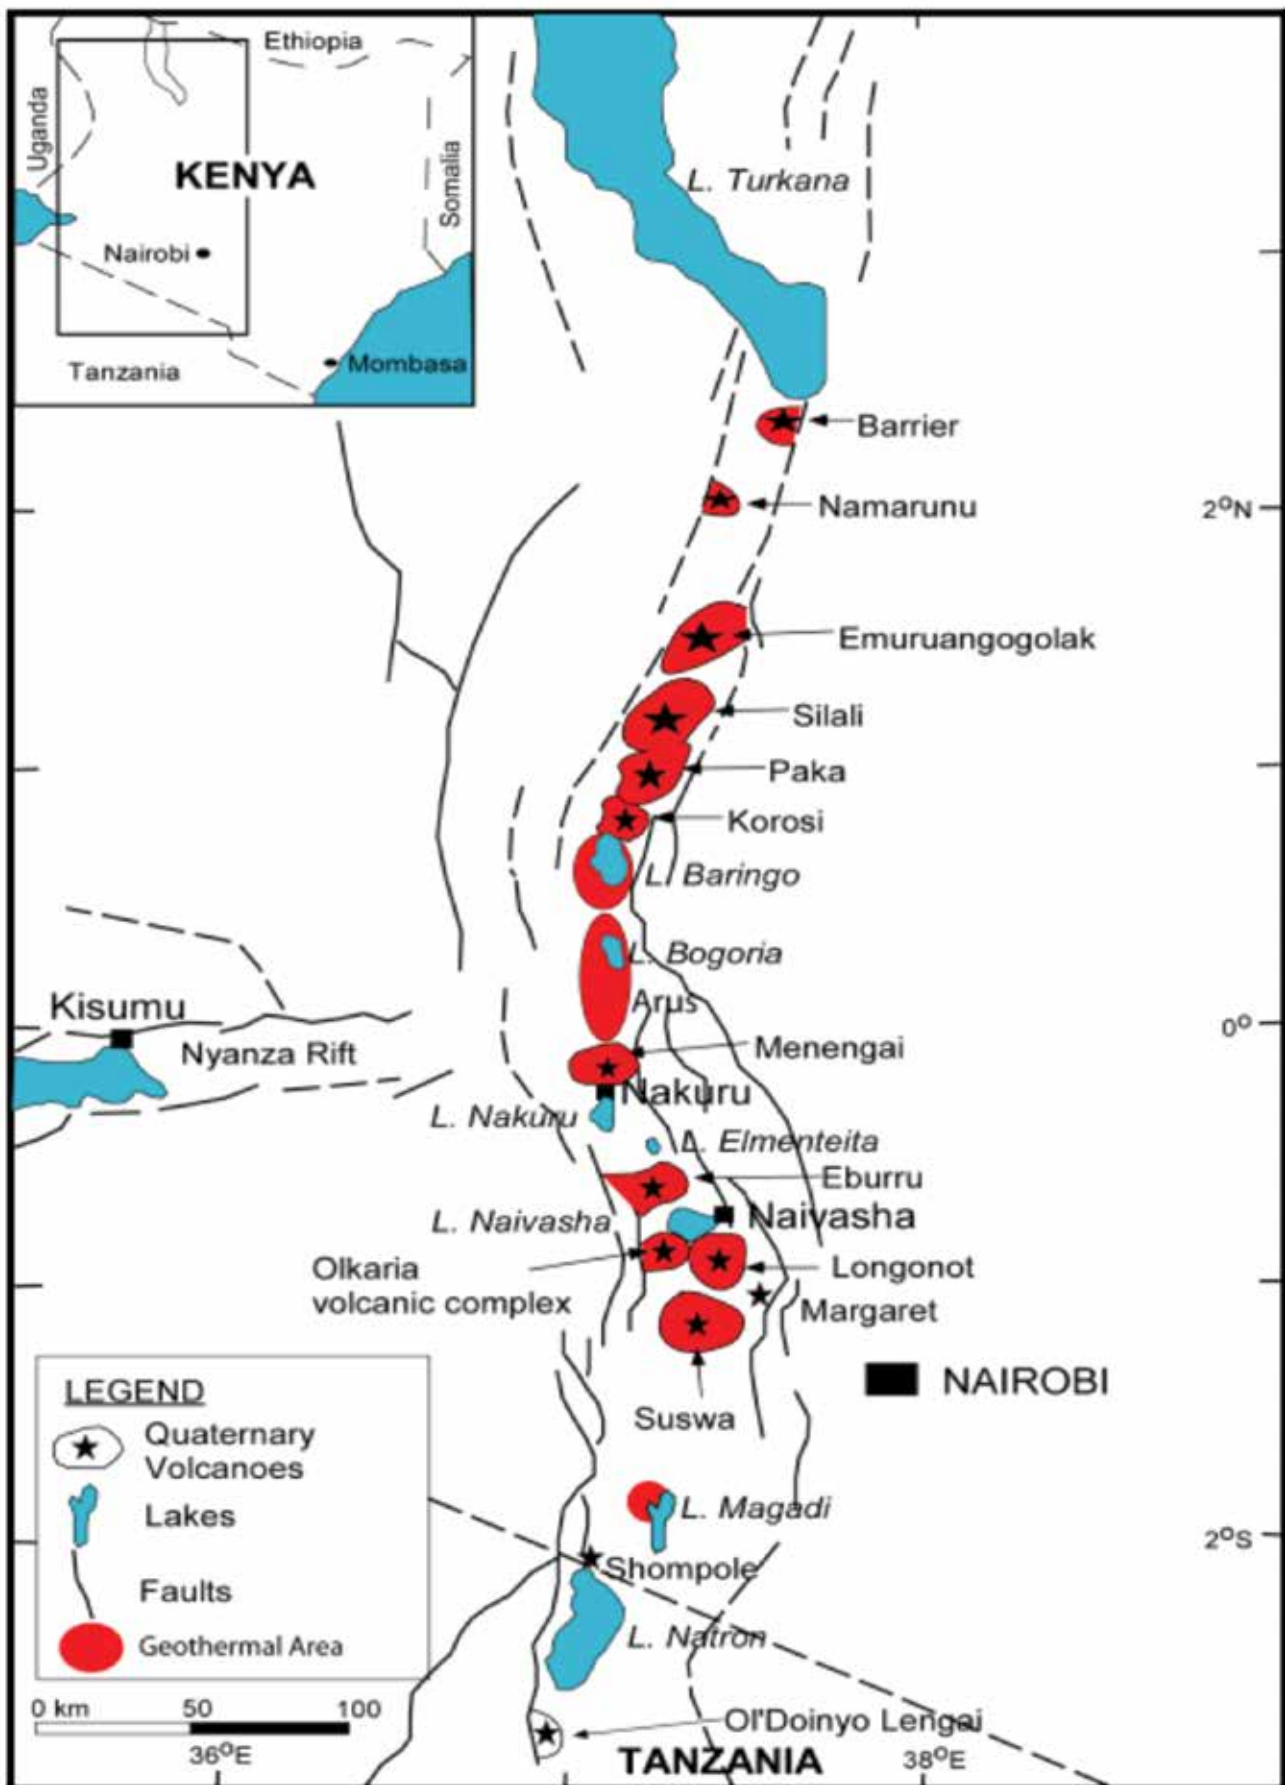 Ethiopia
Uganda
KENYA
Somalia
Nairobi
Tanzania
Mombasa
L. Turkana
Barrier
Namarunu
2°N
Emuruangogolak
Silali
Paka
Korosi
L. Baringo
L. Bogoria
Arus
Kisumu
0°
Nyanza Rift
Menengai
Nakuru
L. Nakuru
L. Elmenteita
Eburru
L. Naivasha
Naivasha
Olkaria
volcanic complex
Longonot
Margaret
NAIROBI
Suswa
LEGEND
Quaternary
Volcanoes
Lakes
Faults
Geothermal Area
L. Magadi
2°S
Shompole
L. Natron
0 km 50 100
36°E
Ol'Doinyo Lengai
TANZANIA
38°E